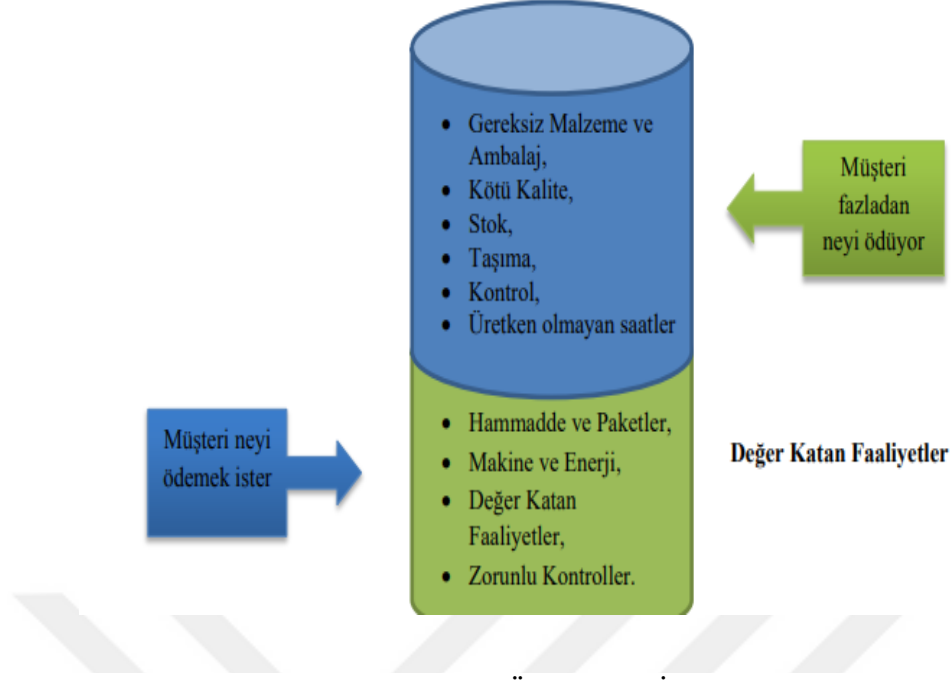 • Gereksiz Malzeme ve
Ambalaj,
• Kötü Kalite,
• Stok,
• Taşıma,
• Kontrol,
• Üretken olmayan saatler
Müşteri
fazladan
neyi ödüyor
Müşteri neyi
ödemek ister
• Hammadde ve Paketler,
• Makine ve Enerji,
• Değer Katan
Faaliyetler,
• Zorunlu Kontroller.
Değer Katan Faaliyetler